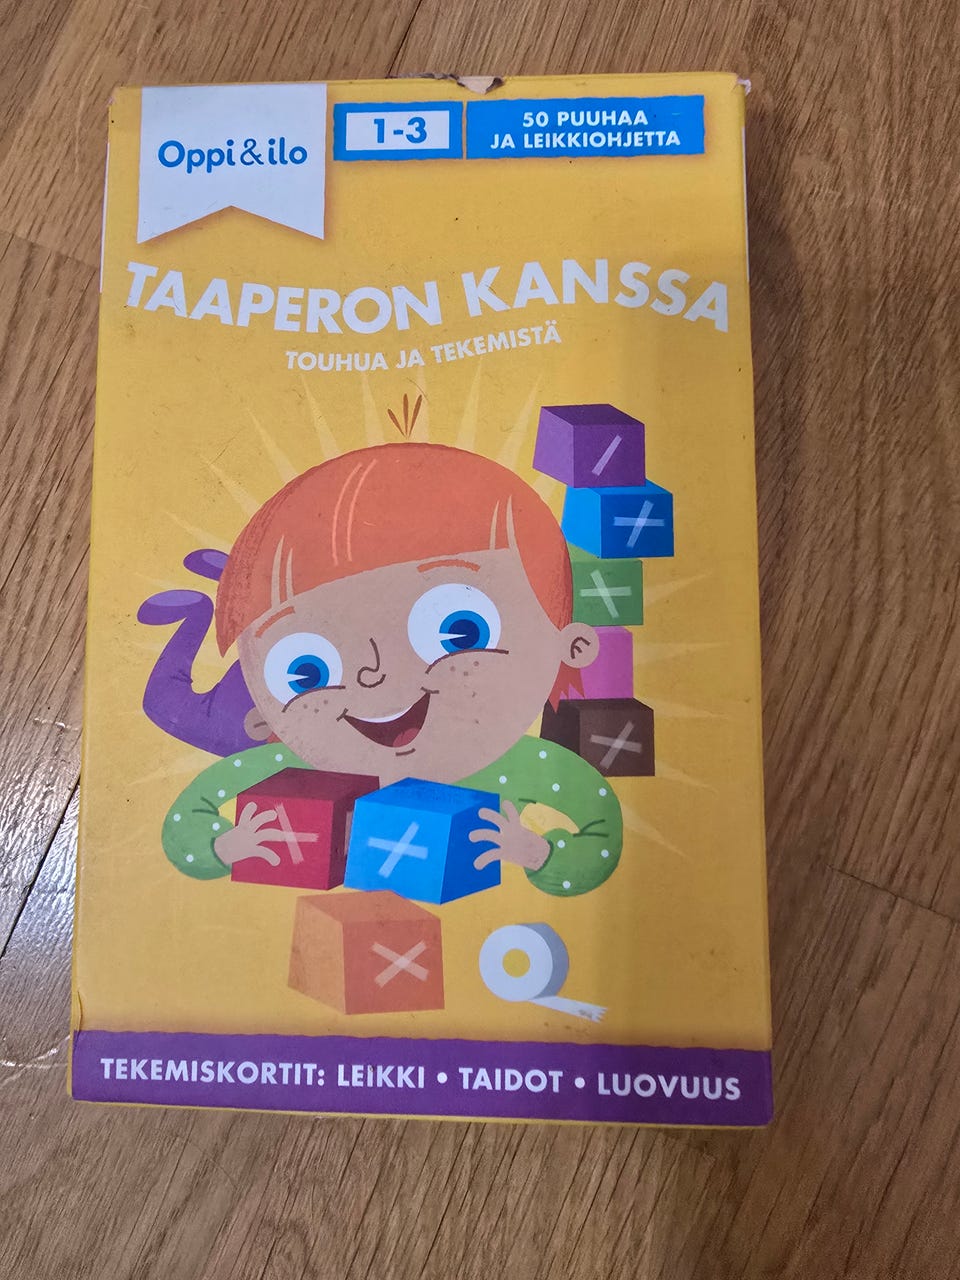 Oppi&ilo
1-3
50 PUUHAA
JA LEIKKIOHJETTA
TAAPERON KANSSA
TOUHUA JA TEKEMISTÄ
TEKEMISKORTIT: LEIKKI • TAIDOT • LUOVUUS